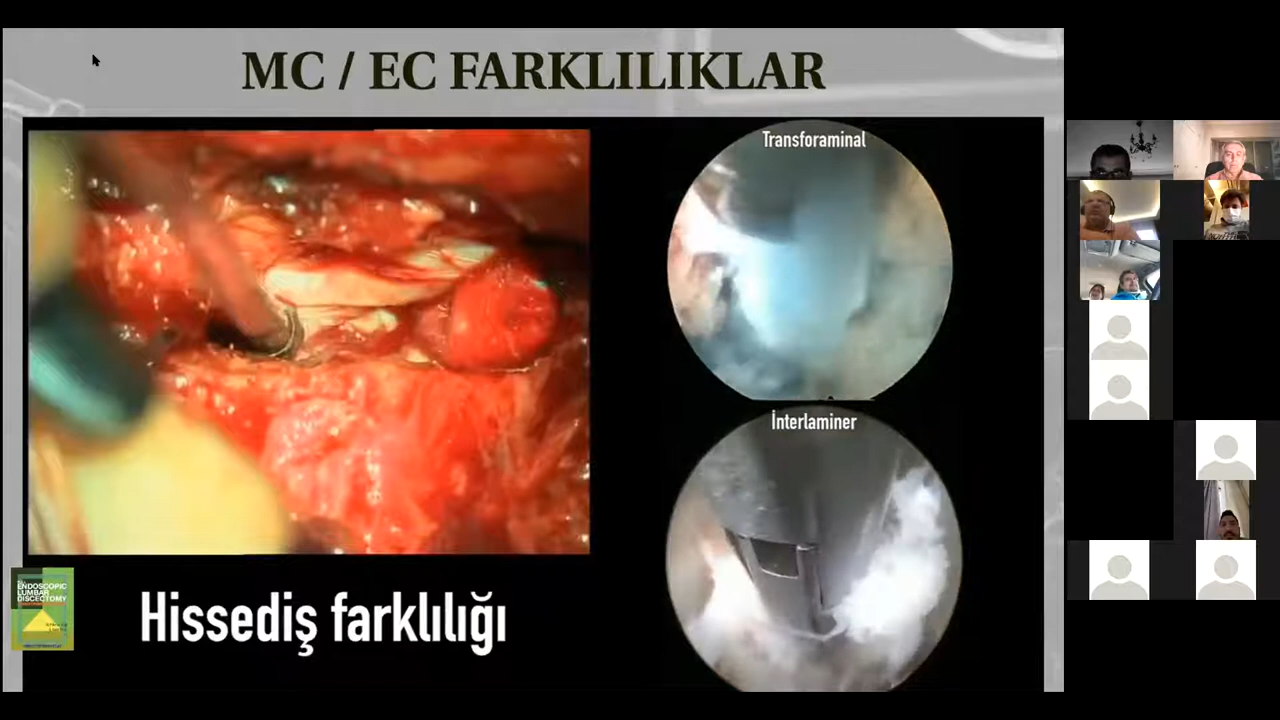 MC / EC FARKLILIKLAR
Transforaminal
İnterlaminer
ENDOSCOPIC
LUMBAR
DISCECTOMY
Hissediş farklılığı